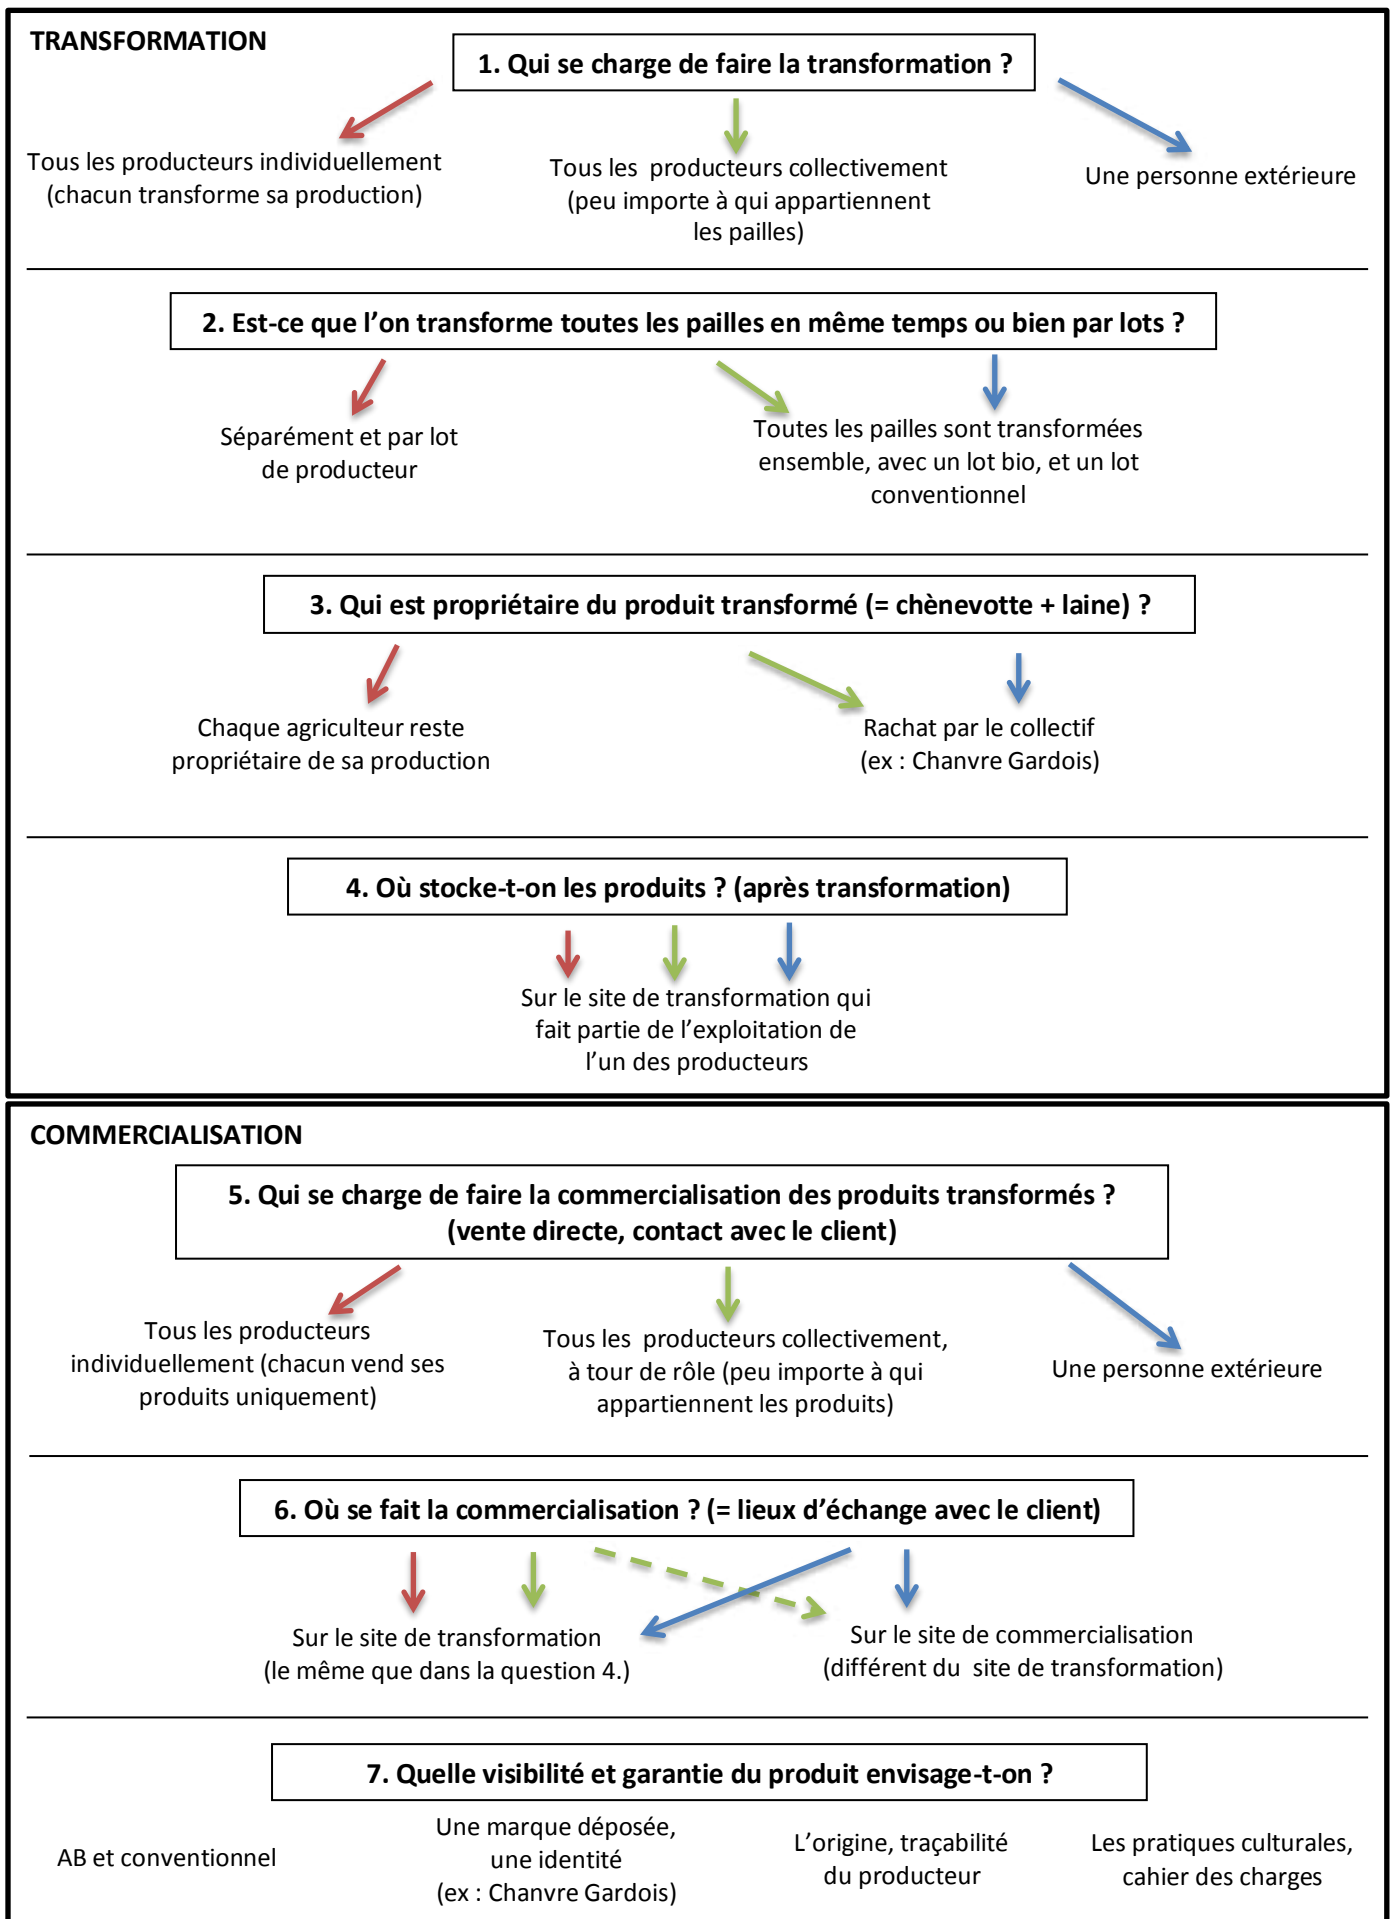 TRANSFORMATION
1. Qui se charge de faire la transformation ?
Tous les producteurs individuellement
(chacun transforme sa production)
Tous les producteurs collectivement
(peu importe à qui appartiennent
les pailles)
Une personne extérieure
2. Est-ce que l’on transforme toutes les pailles en même temps ou bien par lots ?
Séparément et par lot
de producteur
Toutes les pailles sont transformées
ensemble, avec un lot bio, et un lot
conventionnel
3. Qui est propriétaire du produit transformé (= chènevotte + laine) ?
Chaque agriculteur reste
propriétaire de sa production
Rachat par le collectif
(ex : Chanvre Gardois)
4. Où stocke-t-on les produits ? (après transformation)
Sur le site de transformation qui
fait partie de l’exploitation de
l’un des producteurs
COMMERCIALISATION
5. Qui se charge de faire la commercialisation des produits transformés ?
(vente directe, contact avec le client)
Tous les producteurs
individuellement (chacun vend ses
produits uniquement)
Tous les producteurs collectivement,
à tour de rôle (peu importe à qui
appartiennent les produits)
Une personne extérieure
6. Où se fait la commercialisation ? (= lieux d’échange avec le client)
Sur le site de transformation
(le même que dans la question 4.)
Sur le site de commercialisation
(différent du site de transformation)
7. Quelle visibilité et garantie du produit envisage-t-on ?
AB et conventionnel
Une marque déposée,
une identité
(ex : Chanvre Gardois)
L’origine, traçabilité
du producteur
Les pratiques culturales,
cahier des charges